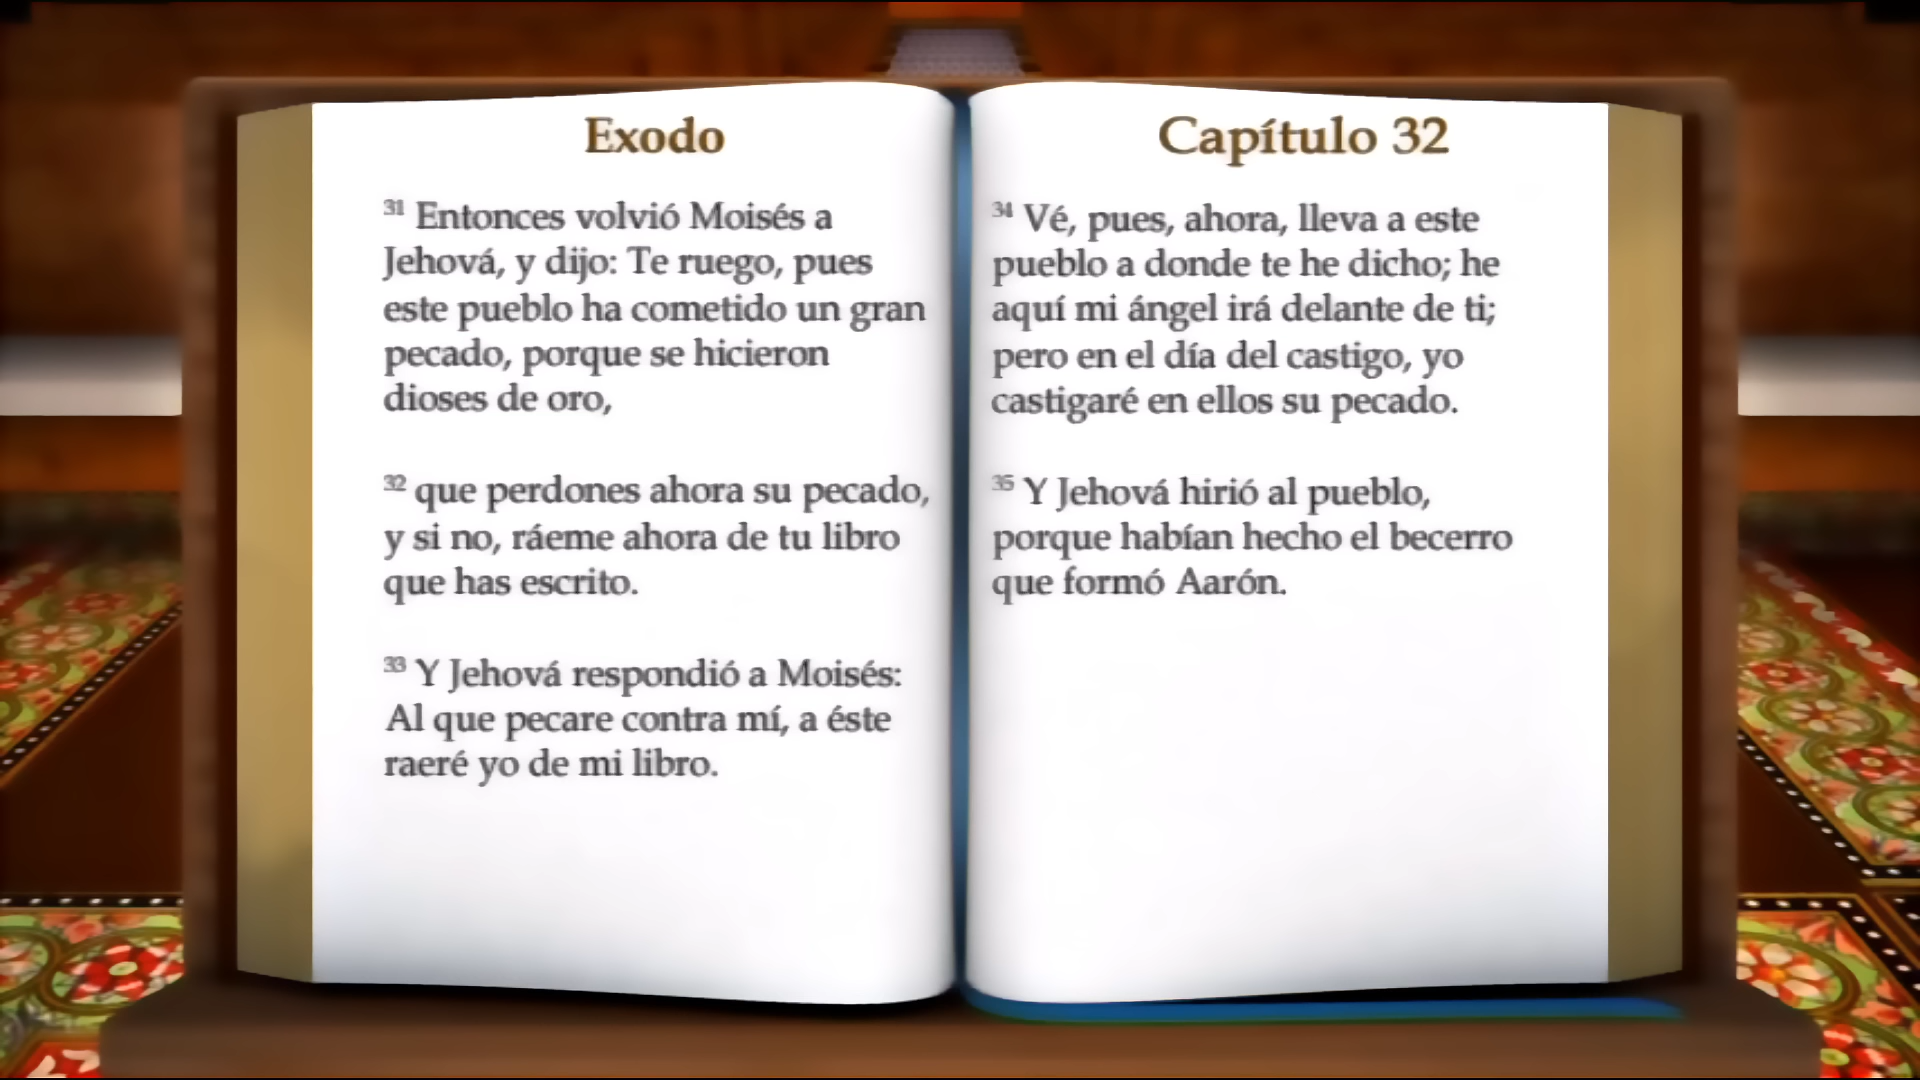 Exodo
31 Entonces volvió Moisés a
Jehová, y dijo: Te ruego, pues
este pueblo ha cometido un gran
pecado, porque se hicieron
dioses de oro,
32 que perdones ahora su pecado,
y si no, ráeme ahora de tu libro
que has escrito.
33 Y Jehová respondió a Moisés:
Al que pecare contra mí, a éste
raeré yo de mi libro.
Capítulo 32
34 Vé, pues, ahora, lleva a este
pueblo a donde te he dicho; he
aquí mi ángel irá delante de ti;
pero en el día del castigo, yo
castigaré en ellos su pecado.
35 Y Jehová hirió al pueblo,
porque habían hecho el becerro
que formó Aarón.